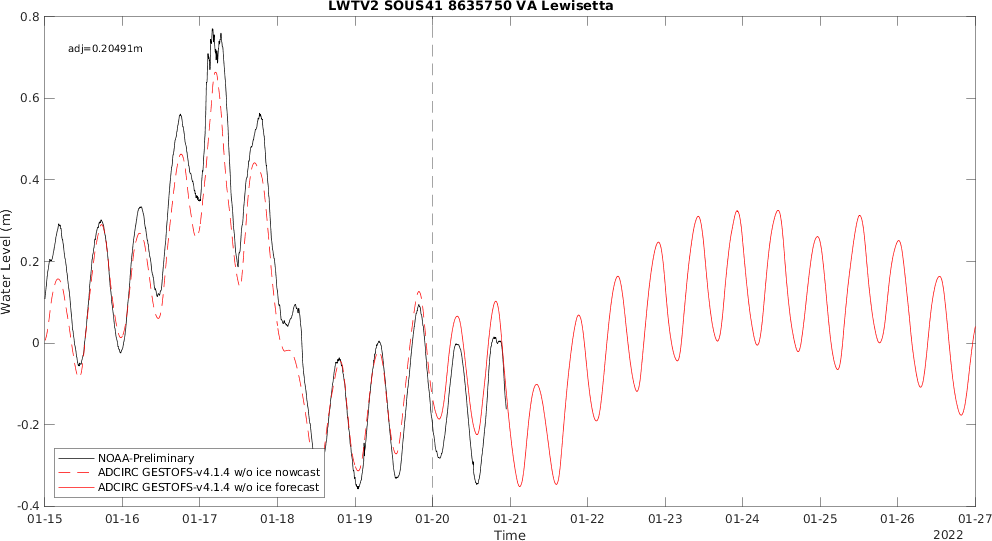 LWTV2 SOUS41 8635750 VA Lewisetta
adj=0.20491m
0.8
0.6
0.4
0.2
0
-0.2
-0.4
Water Level (m)
NOAA-Preliminary
ADCIRC GESTOFS-v4.1.4 w/o ice nowcast
ADCIRC GESTOFS-v4.1.4 w/o ice forecast
01-15 01-16 01-17 01-18 01-19 01-20 01-21 01-22 01-23 01-24 01-25 01-26 01-27
Time
2022